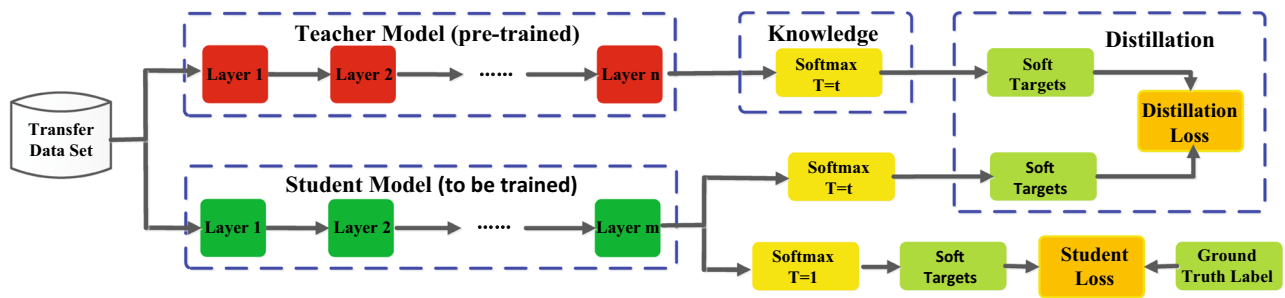 Teacher Model (pre-trained)
Knowledge
Distillation
Layer 1
Layer 2
......
Layer n
Softmax
T=t
Soft
Targets
Distillation
Loss
Transfer
Data Set
Student Model (to be trained)
Layer 1
Layer 2
......
Layer m
Softmax
T=t
Soft
Targets
Softmax
T=1
Soft
Targets
Student
Loss
Ground
Truth Label